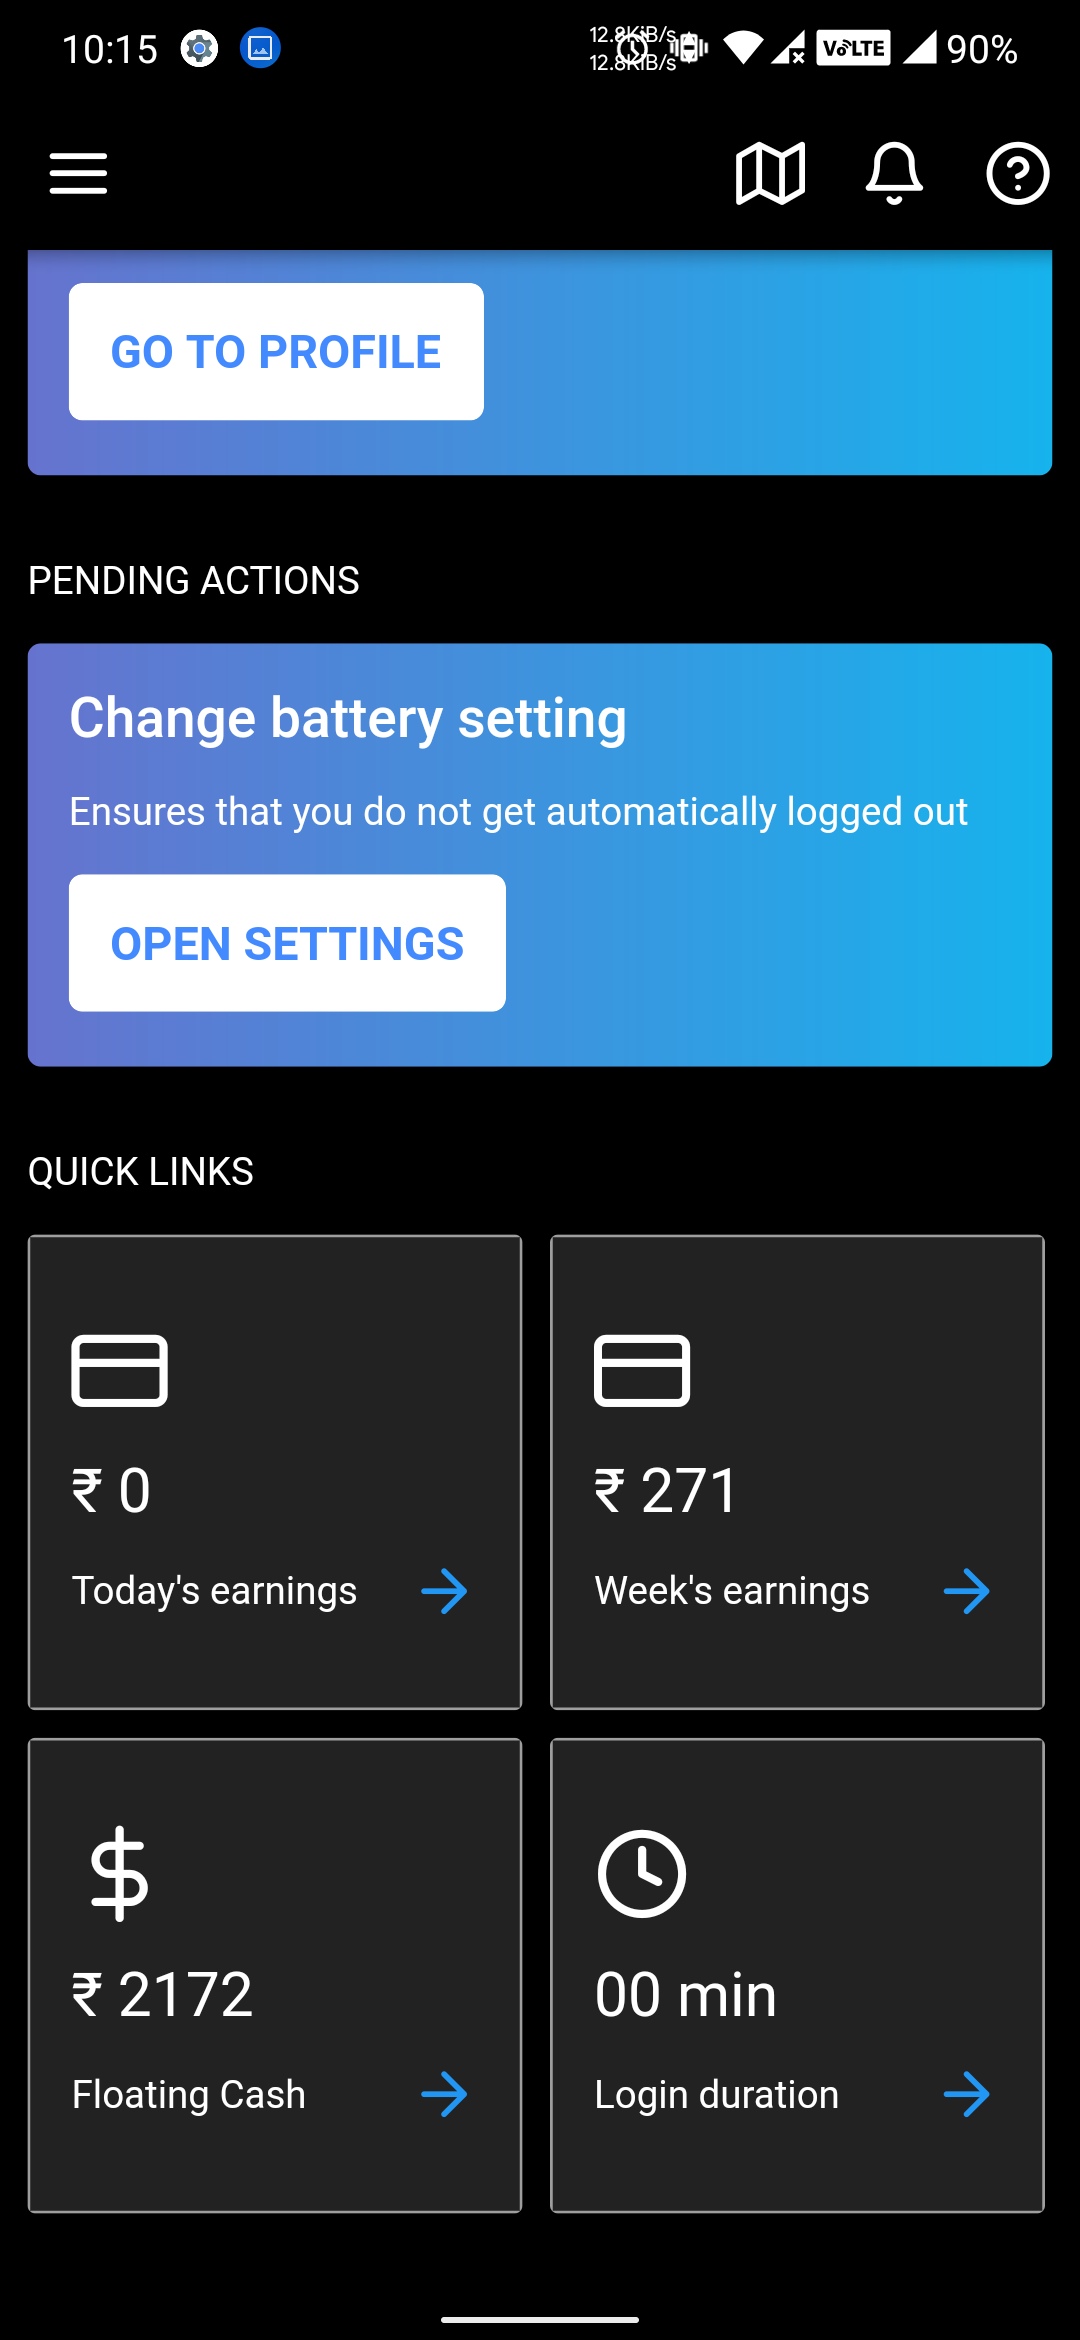 10:15
12.8KiB/s
12.8KiB/s
VoLTE
90%
GO TO PROFILE
PENDING ACTIONS
Change battery setting
Ensures that you do not get automatically logged out
OPEN SETTINGS
QUICK LINKS
₹ 0
Today's earnings
₹ 271
Week's earnings
₹ 2172
Floating Cash
00 min
Login duration